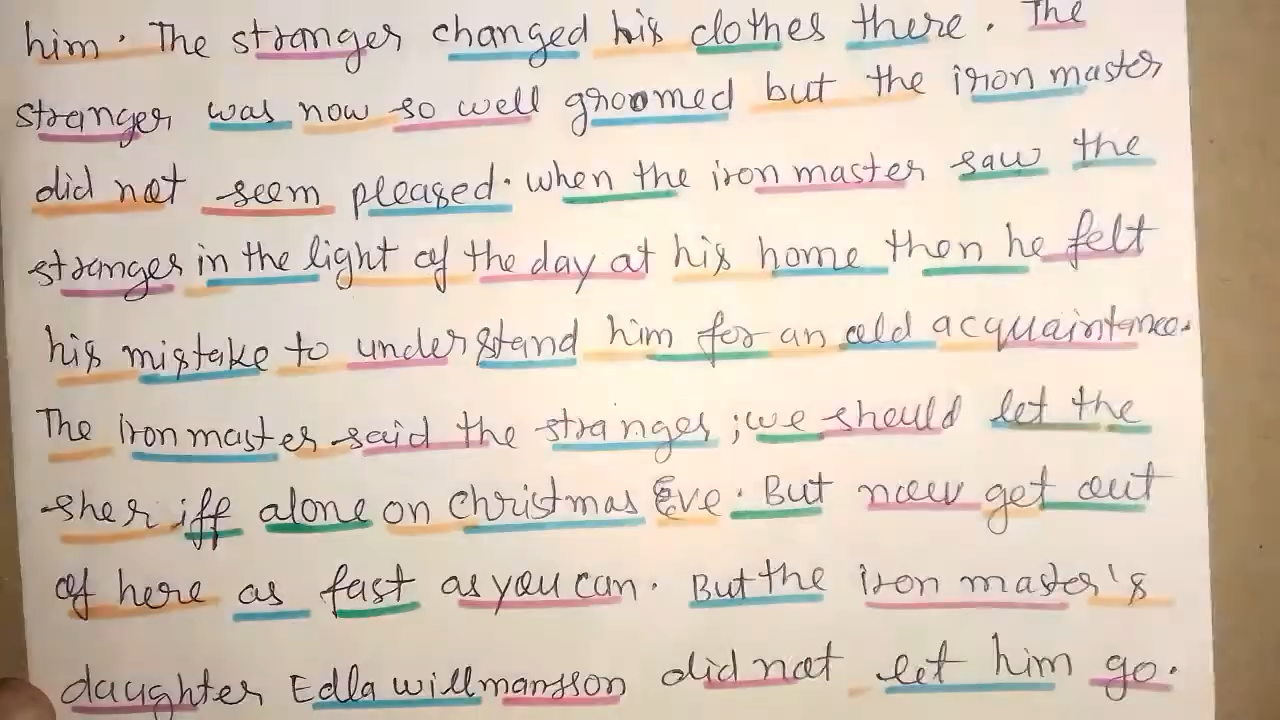 him. The stranger changed his clothes there. The
stranger was now so well groomed but the iron master
did not seem pleased. when the iron master saw the
stranger in the light of the day at his home then he felt
his mistake to understand him for an old acquaintance.
The Iron master said the stranger; we should let the
sheriff alone on Christmas Eve. But now get out
of here as fast as you can. But the iron master's
daughter Edla willmansson did not let him go.